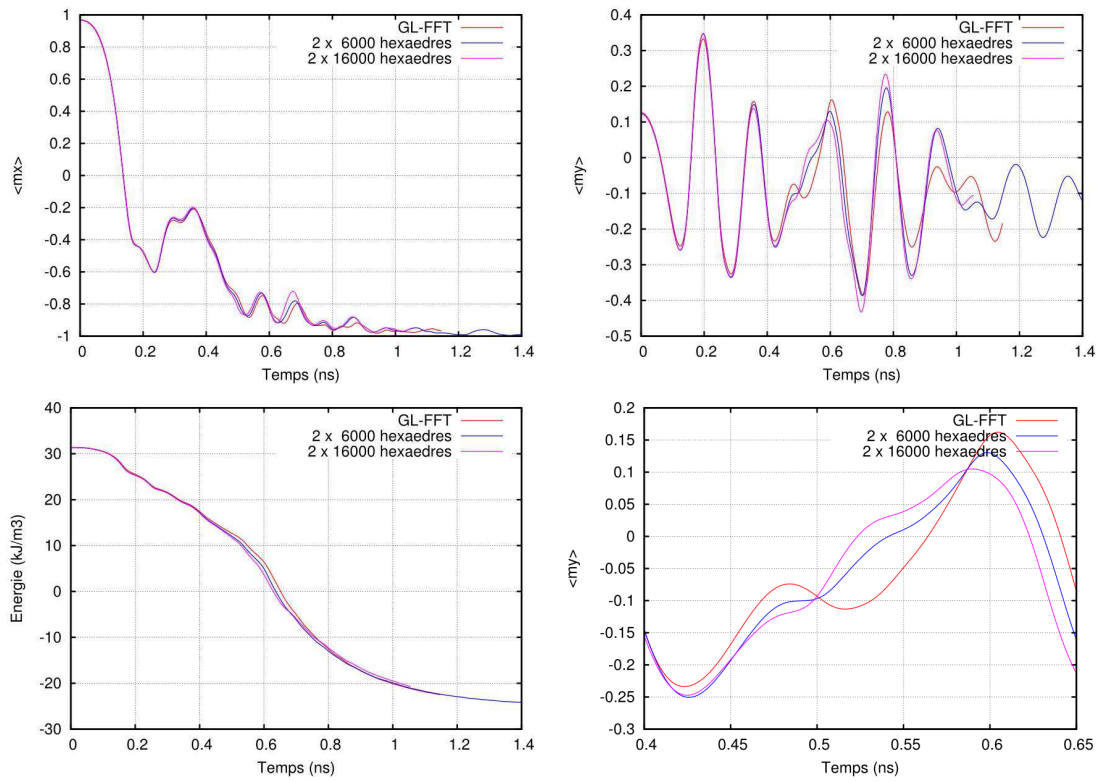 GL-FFT
2 x 6000 hexaedres
2 x 16000 hexaedres
1
0.8
0.6
0.4
0.2
0
-0.2
-0.4
-0.6
-0.8
-1
<mx>
0 0.2 0.4 0.6 0.8 1 1.2 1.4
Temps (ns)
GL-FFT
2 x 6000 hexaedres
2 x 16000 hexaedres
0.4
0.3
0.2
0.1
0
-0.1
-0.2
-0.3
-0.4
-0.5
<my>
0 0.2 0.4 0.6 0.8 1 1.2 1.4
Temps (ns)
GL-FFT
2 x 6000 hexaedres
2 x 16000 hexaedres
40
30
20
10
0
-10
-20
-30
Energie (kJ/m3)
0 0.2 0.4 0.6 0.8 1 1.2 1.4
Temps (ns)
GL-FFT
2 x 6000 hexaedres
2 x 16000 hexaedres
0.2
0.15
0.1
0.05
0
-0.05
-0.1
-0.15
-0.2
-0.25
-0.3
<my>
0.4 0.45 0.5 0.55 0.6 0.65
Temps (ns)